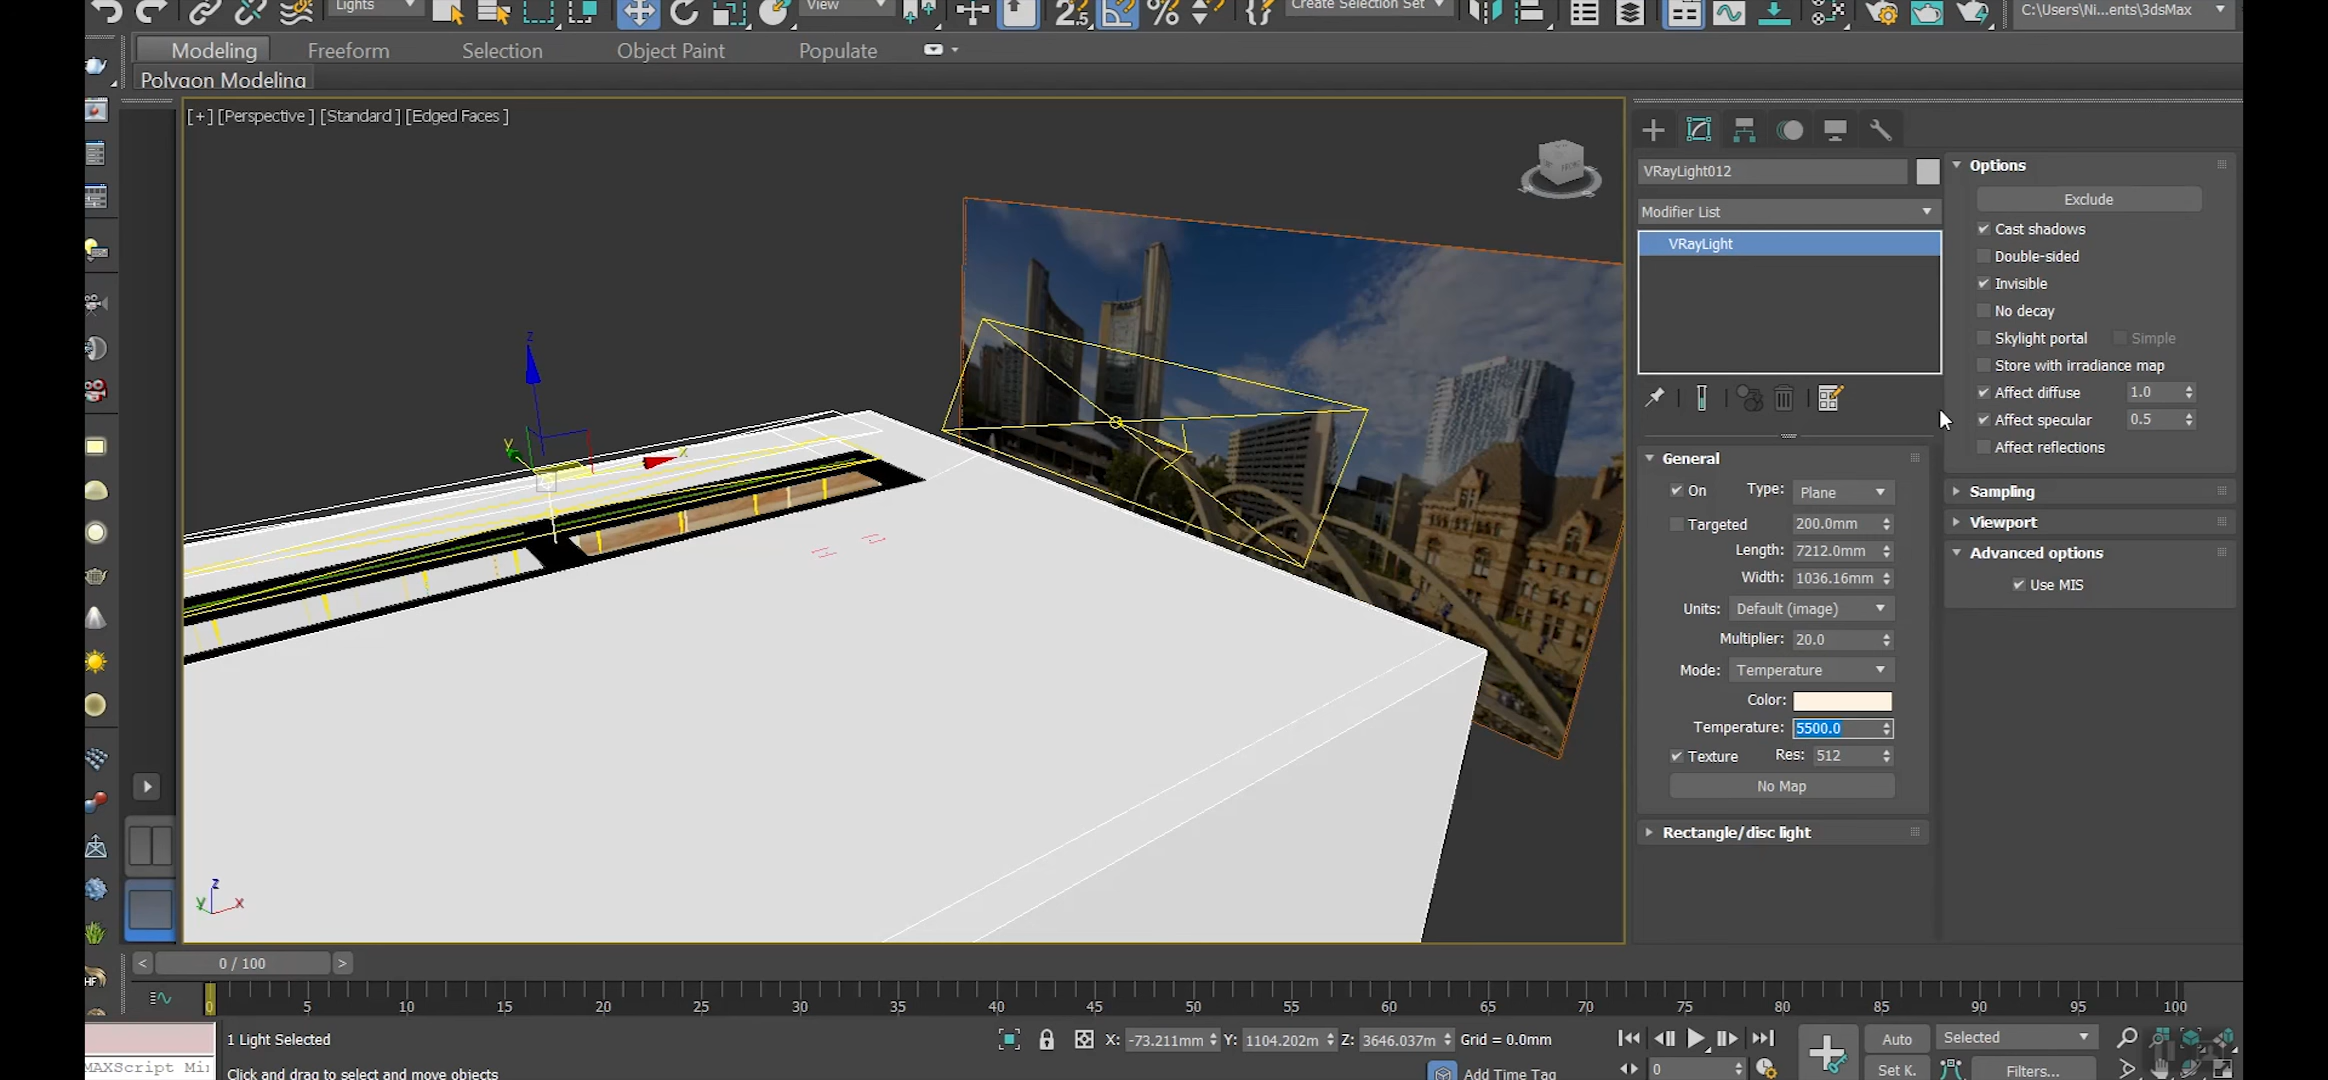 Lights
View
2.5
Create Selection Set
C:\Users\Ni...ents\3dsMax
Modeling Freeform Selection Object Paint Populate
Polygon Modeling
[+] [Perspective ] [Standard ] [Edged Faces ]
VRayLight012
Modifier List
VRayLight
Options
Exclude
Cast shadows
Double-sided
Invisible
No decay
Skylight portal Simple
Store with irradiance map
Affect diffuse 1.0
Affect specular 0.5
Affect reflections
Sampling
Viewport
Advanced options
Use MIS
General
On Type: Plane
Targeted 200.0mm
Length: 7212.0mm
Width: 1036.16mm
Units: Default (image)
Multiplier: 20.0
Mode: Temperature
Color:
Temperature: 5500.0
Texture Res: 512
No Map
Rectangle/disc light
z
y
x
z
y x
< 0 / 100 >
0 5 10 15 20 25 30 35 40 45 50 55 60 65 70 75 80 85 90 95 100
1 Light Selected
X: -73.211mm Y: 1104.202m Z: 3646.037m Grid = 0.0mm
Auto Selected
MAXScript Mi
Click and drag to select and move objects
Add Time Tag
0
Set K. Filters...